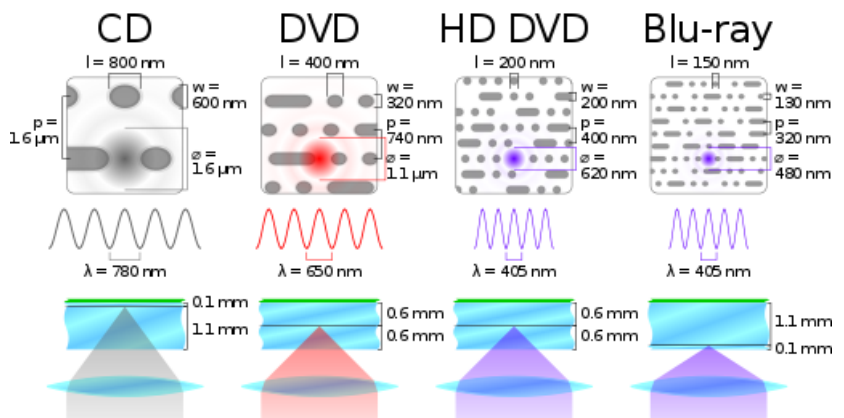 CD
DVD
HD DVD
Blu-ray
l = 800 nm
l = 400 nm
l = 200 nm
l = 150 nm
w =
600 nm
p =
1.6 µm
⌀ =
1.6 µm
w =
320 nm
p =
740 nm
⌀ =
1.1 µm
w =
200 nm
p =
400 nm
⌀ =
620 nm
w =
130 nm
p =
320 nm
⌀ =
480 nm
λ = 780 nm
λ = 650 nm
λ = 405 nm
λ = 405 nm
0.1 mm
1.1 mm
0.6 mm
0.6 mm
0.6 mm
0.6 mm
1.1 mm
0.1 mm